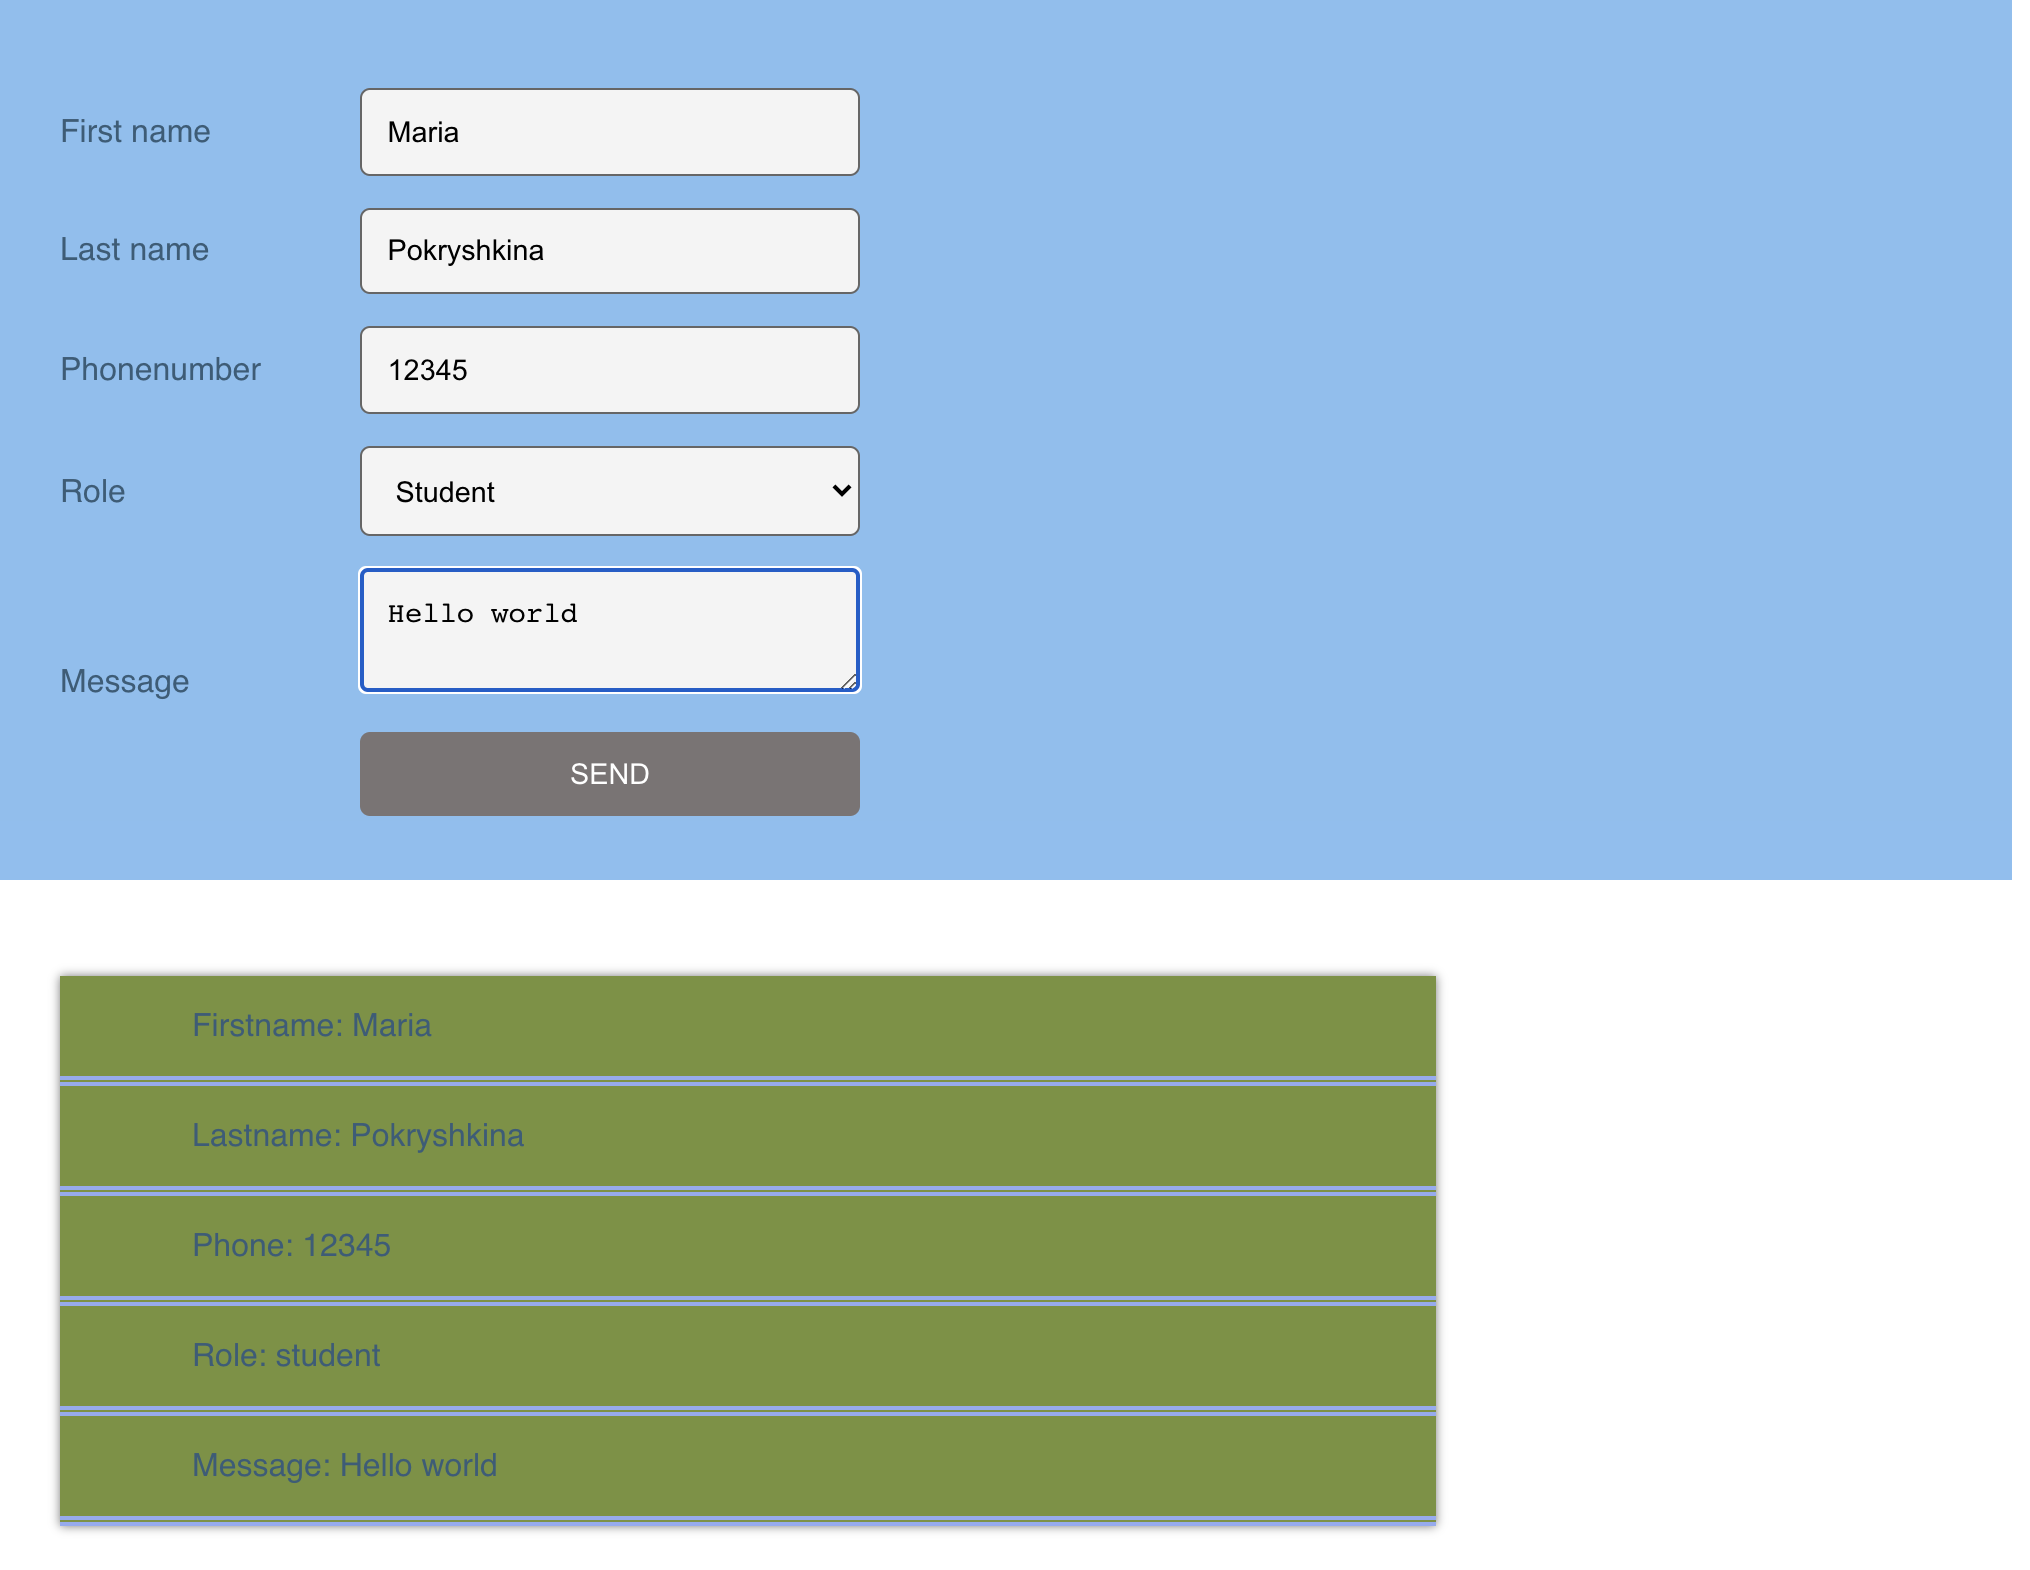 First name
Maria
Last name
Pokryshkina
Phonenumber
12345
Role
Student
Hello world
Message
SEND
Firstname: Maria
Lastname: Pokryshkina
Phone: 12345
Role: student
Message: Hello world